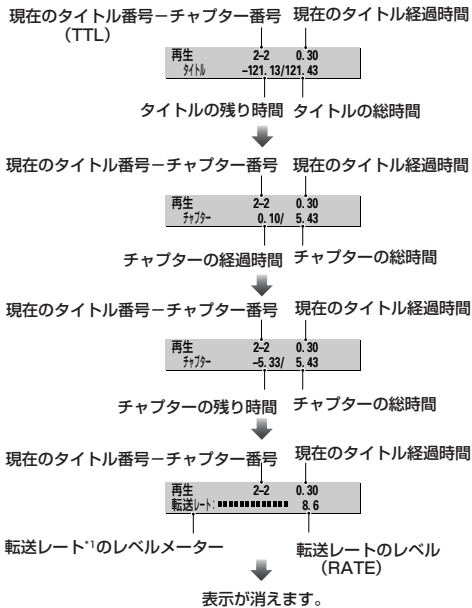 現在のタイトル番号－チャプター番号 現在のタイトル経過時間
（TTL）
再生 2–2 0. 30
タイトル –121. 13/121. 43
タイトルの残り時間 タイトルの総時間
現在のタイトル番号－チャプター番号 現在のタイトル経過時間
再生 2–2 0. 30
チャプター 0. 10/ 5. 43
チャプターの経過時間 チャプターの総時間
現在のタイトル番号－チャプター番号 現在のタイトル経過時間
再生 2–2 0. 30
チャプター –5. 33/ 5. 43
チャプターの残り時間 チャプターの総時間
現在のタイトル番号－チャプター番号 現在のタイトル経過時間
再生 2–2 0. 30
転送レート: 8. 6
転送レート*1のレベルメーター 転送レートのレベル
（RATE）
表示が消えます。